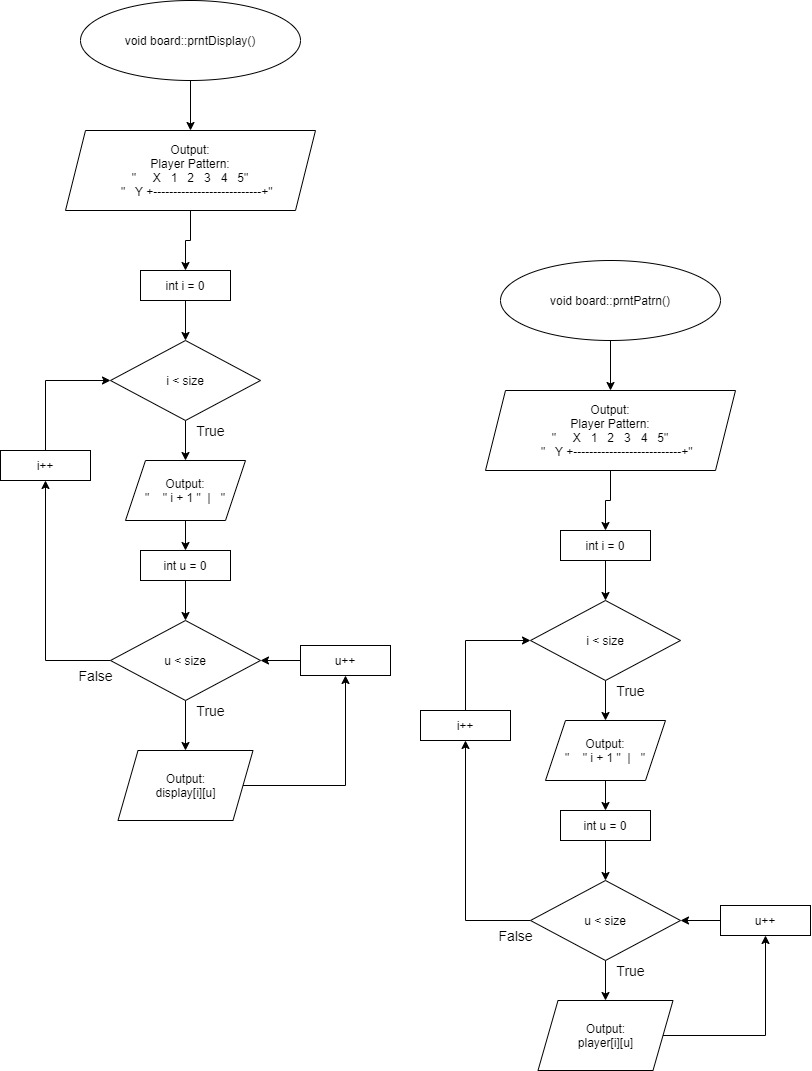 void board::prntDisplay()
Output:
Player Pattern:
"     X   1   2   3   4   5"
"   Y +---------------------------+"
int i = 0
i < size
True
i++
Output:
"    " i + 1 "  |   "
int u = 0
u < size
False
u++
True
Output:
display[i][u]
void board::prntPatrn()
Output:
Player Pattern:
"     X   1   2   3   4   5"
"   Y +---------------------------+"
int i = 0
i < size
True
i++
Output:
"    " i + 1 "  |   "
int u = 0
u < size
False
u++
True
Output:
player[i][u]